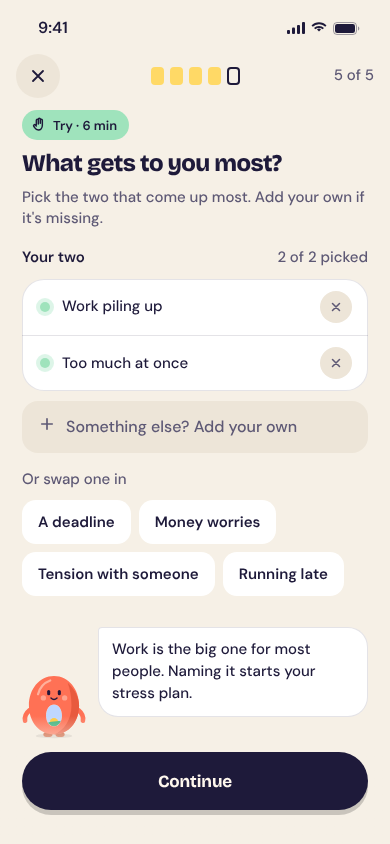 9:41
5 of 5
Try · 6 min
What gets to you most?
Pick the two that come up most. Add your own if
it's missing.
Your two
2 of 2 picked
Work piling up
Too much at once
Something else? Add your own
Or swap one in
A deadline
Money worries
Tension with someone
Running late
Work is the big one for most
people. Naming it starts your
stress plan.
Continue